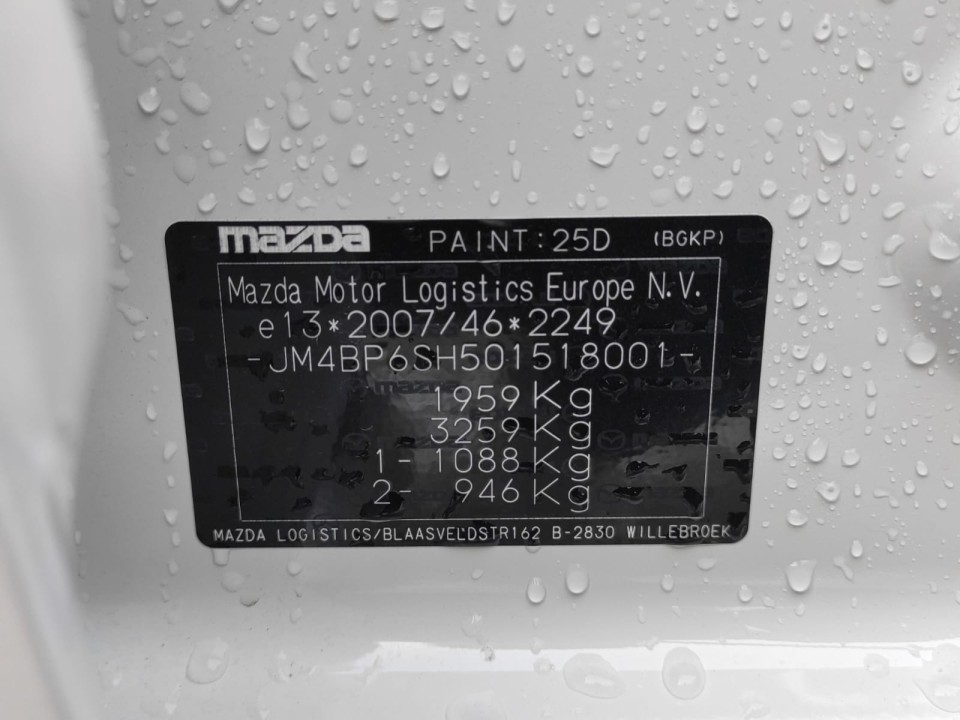 mazda PAINT:25D (BGKP)
Mazda Motor Logistics Europe N.V.
e13*2007/46*2249
-JM4BP6SH501518001-
1959 Kg
3259 Kg
1- 1088 Kg
2- 946 Kg
MAZDA LOGISTICS/BLAASVELDSTR162 B-2830 WILLEBROEK